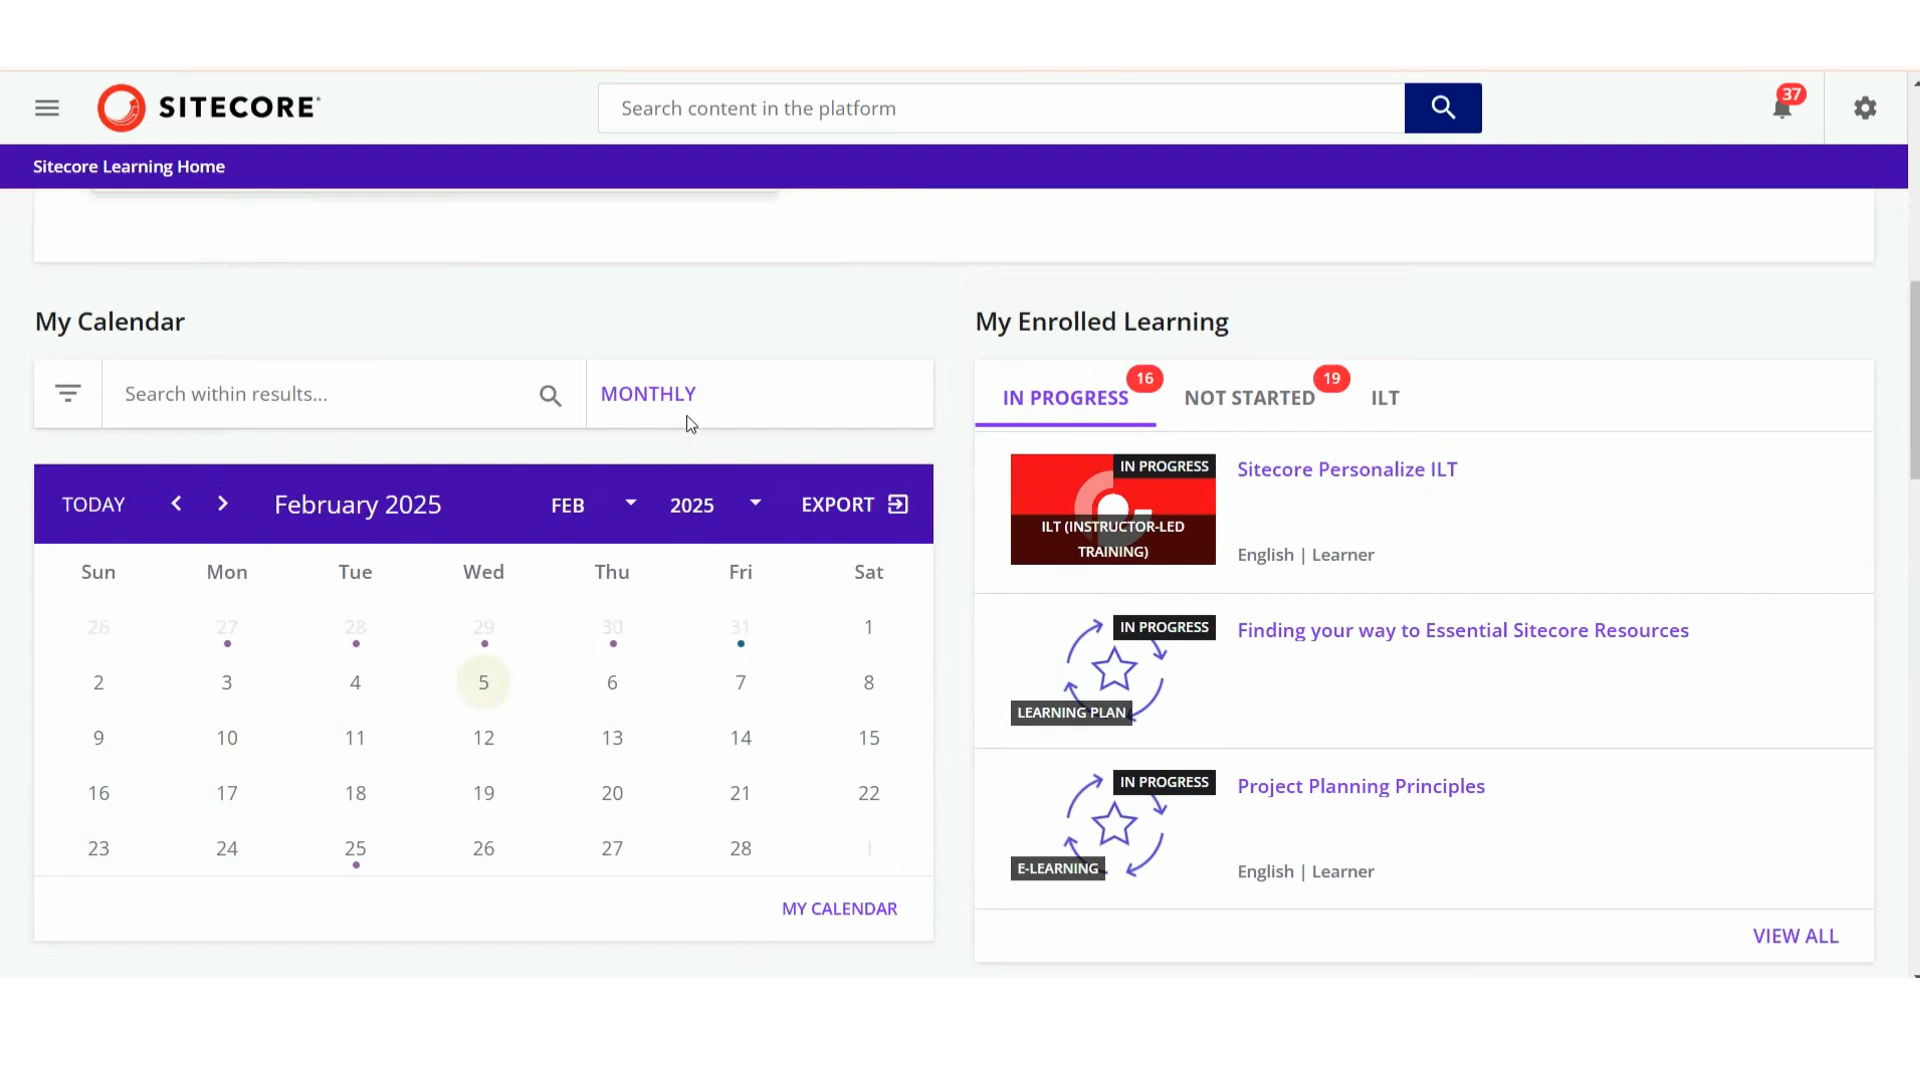 SITECORE
Search content in the platform
37
Sitecore Learning Home
My Calendar
Search within results...
MONTHLY
TODAY
February 2025
FEB
2025
EXPORT
Sun Mon Tue Wed Thu Fri Sat
26 27 28 29 30 31 1
2 3 4 5 6 7 8
9 10 11 12 13 14 15
16 17 18 19 20 21 22
23 24 25 26 27 28 1
MY CALENDAR
My Enrolled Learning
IN PROGRESS 16
NOT STARTED 19
ILT
IN PROGRESS
ILT (INSTRUCTOR-LED
TRAINING)
Sitecore Personalize ILT
English | Learner
IN PROGRESS
LEARNING PLAN
Finding your way to Essential Sitecore Resources
IN PROGRESS
E-LEARNING
Project Planning Principles
English | Learner
VIEW ALL